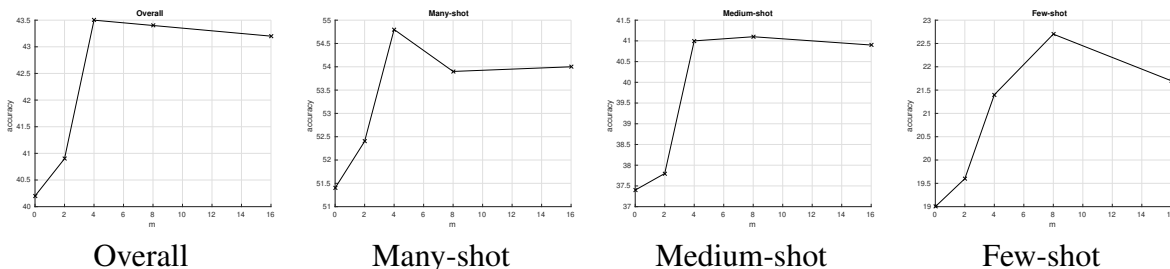 Overall
43.5
43
42.5
42
41.5
41
40.5
40
accuracy
0 2 4 6 8 10 12 14 16
m
Many-shot
55
54.5
54
53.5
53
52.5
52
51.5
51
accuracy
0 2 4 6 8 10 12 14 16
m
Medium-shot
41.5
41
40.5
40
39.5
39
38.5
38
37.5
37
accuracy
0 2 4 6 8 10 12 14 16
m
Few-shot
23
22.5
22
21.5
21
20.5
20
19.5
19
accuracy
0 2 4 6 8 10 12 14 16
m
Overall Many-shot Medium-shot Few-shot